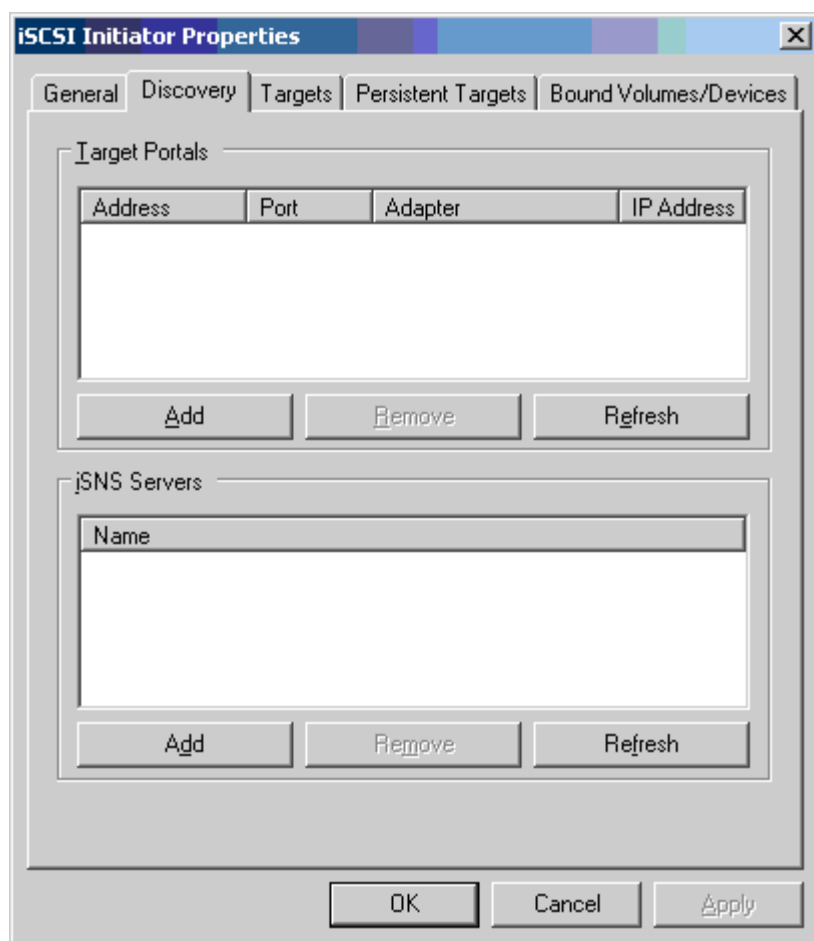 iSCSI Initiator Properties
General Discovery Targets Persistent Targets Bound Volumes/Devices
Target Portals
Address Port Adapter IP Address
Add Remove Refresh
iSNS Servers
Name
Add Remove Refresh
OK Cancel Apply